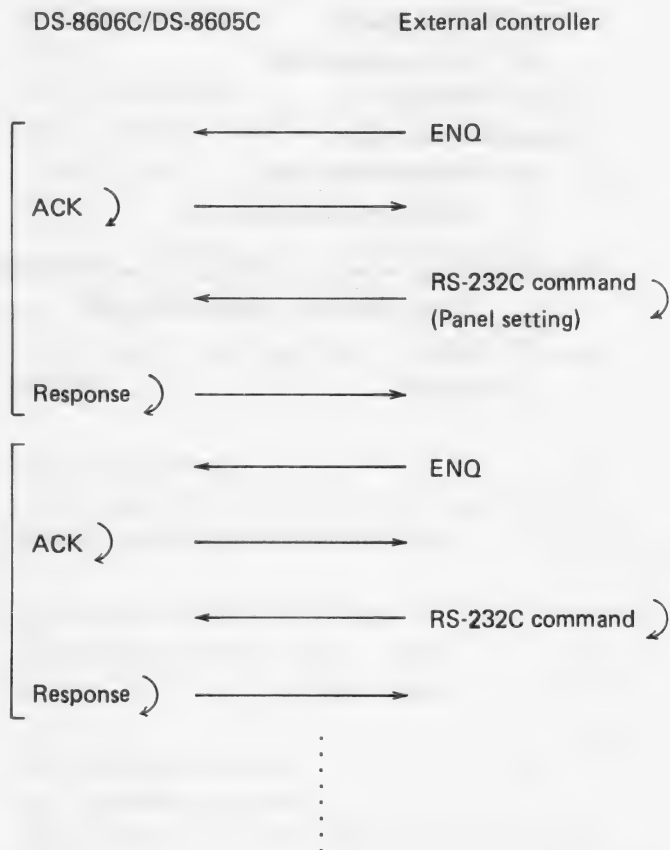 DS-8606C/DS-8605C External controller
ENQ
ACK
RS-232C command
(Panel setting)
Response
ENQ
ACK
RS-232C command
Response